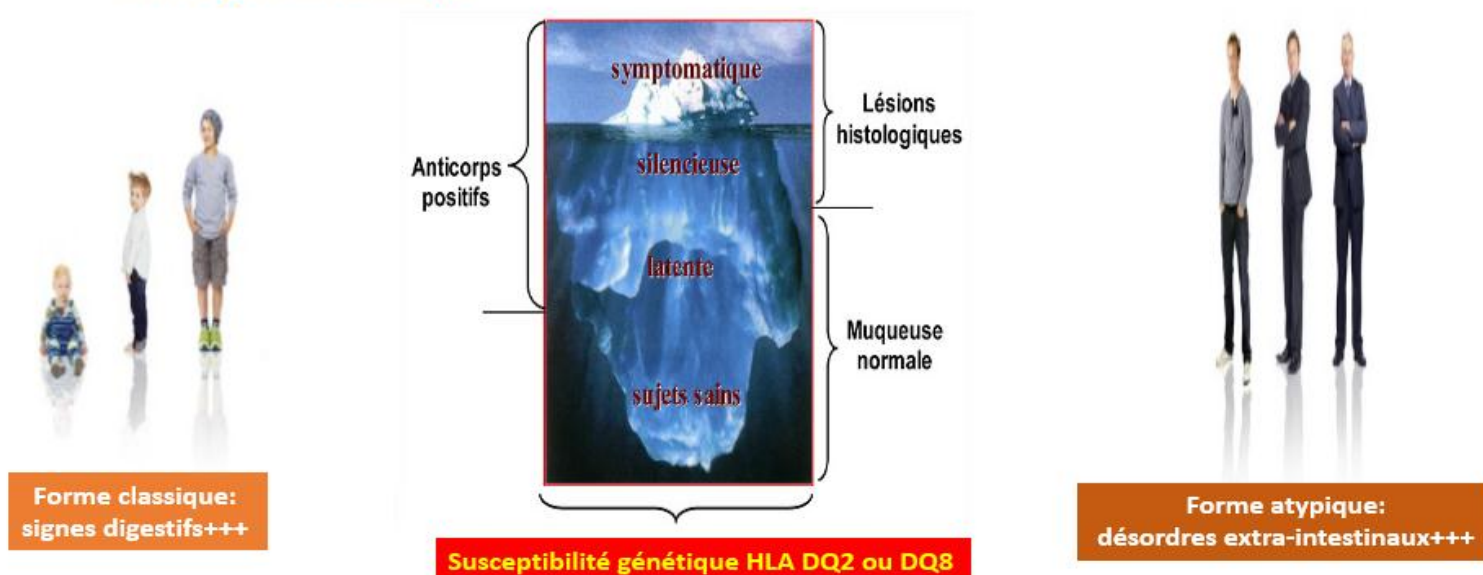 symptomatique
Lésions
histologiques
Anticorps
positifs
silencieuse
latente
Muqueuse
normale
sujets sains
Forme classique:
signes digestifs+++
Forme atypique:
désordres extra-intestinaux+++
Susceptibilité génétique HLA DQ2 ou DQ8